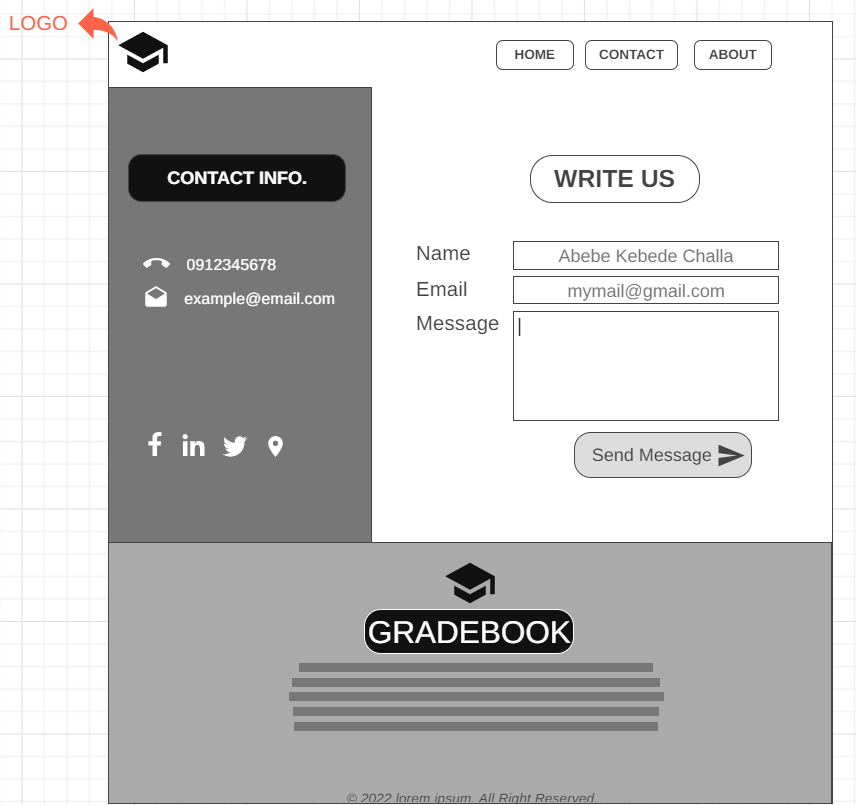 LOGO
HOME CONTACT ABOUT
CONTACT INFO.
0912345678
example@email.com
WRITE US
Name Abebe Kebede Challa
Email mymail@gmail.com
Message
Send Message
GRADEBOOK
© 2022 lorem ipsum. All Right Reserved.